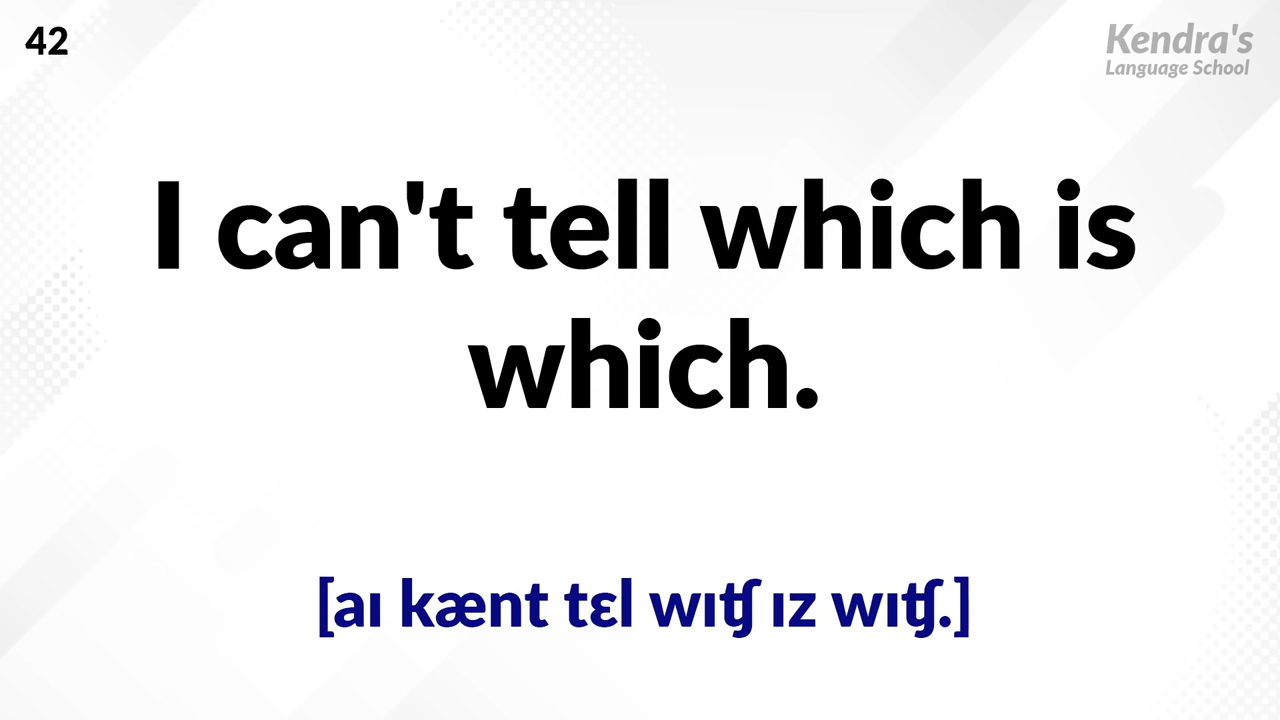 42
Kendra's
Language School
I can't tell which is
which.
[aɪ kænt tɛl wɪʧ ɪz wɪʧ.]